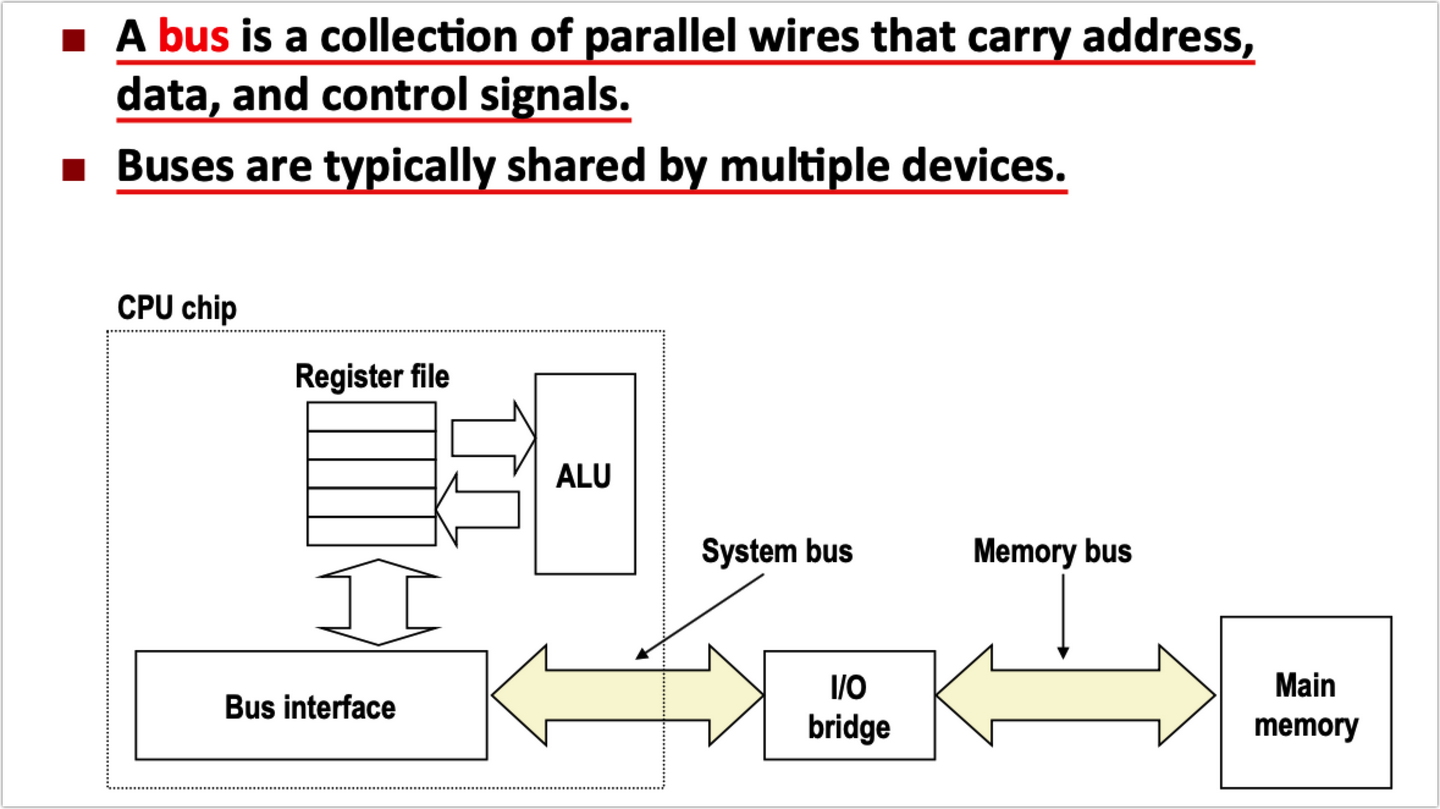 A bus is a collection of parallel wires that carry address,
data, and control signals.
Buses are typically shared by multiple devices.
CPU chip
Register file
ALU
System bus
Memory bus
Bus interface
I/O
bridge
Main
memory